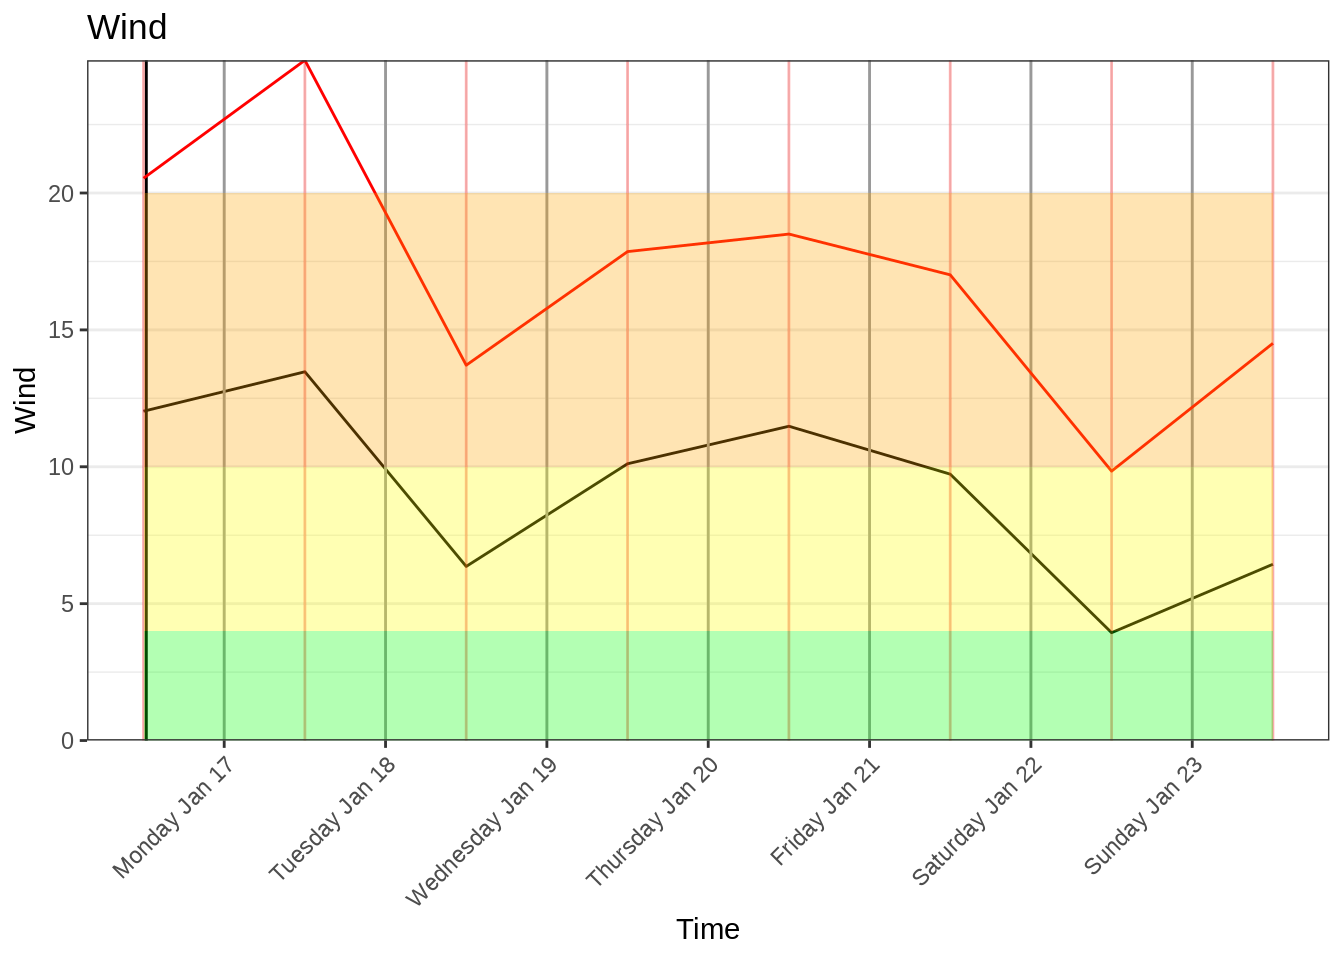 Wind
20
15
10
5
0
Wind
Monday Jan 17
Tuesday Jan 18
Wednesday Jan 19
Thursday Jan 20
Friday Jan 21
Saturday Jan 22
Sunday Jan 23
Time